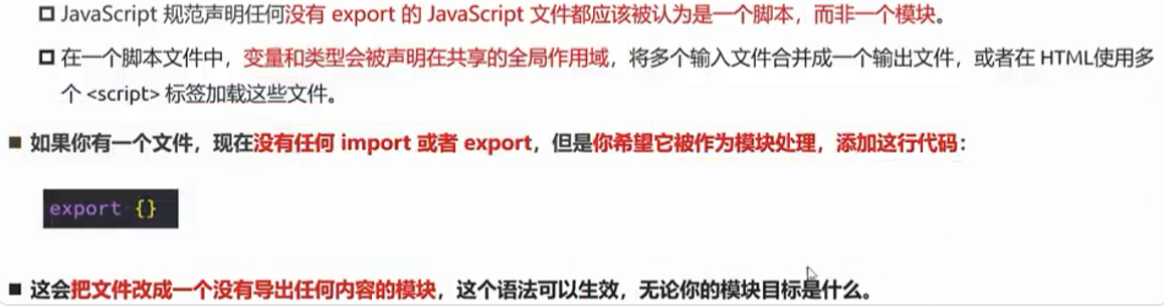 JavaScript 规范声明任何没有 export 的 JavaScript 文件都应该被认为是一个脚本，而非一个模块。
在一个脚本文件中，变量和类型会被声明在共享的全局作用域，将多个输入文件合并成一个输出文件，或者在 HTML使用多
个 <script> 标签加载这些文件。
如果你有一个文件，现在没有任何 import 或者 export，但是你希望它被作为模块处理，添加这行代码：
export {}
这会把文件改成一个没有导出任何内容的模块，这个语法可以生效，无论你的模块目标是什么。